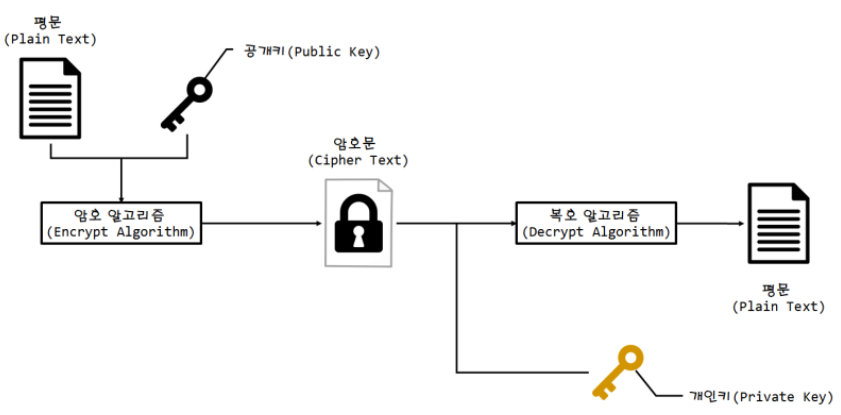 평문
(Plain Text)
공개키(Public Key)
암호문
(Cipher Text)
암호 알고리즘
(Encrypt Algorithm)
복호 알고리즘
(Decrypt Algorithm)
평문
(Plain Text)
개인키(Private Key)